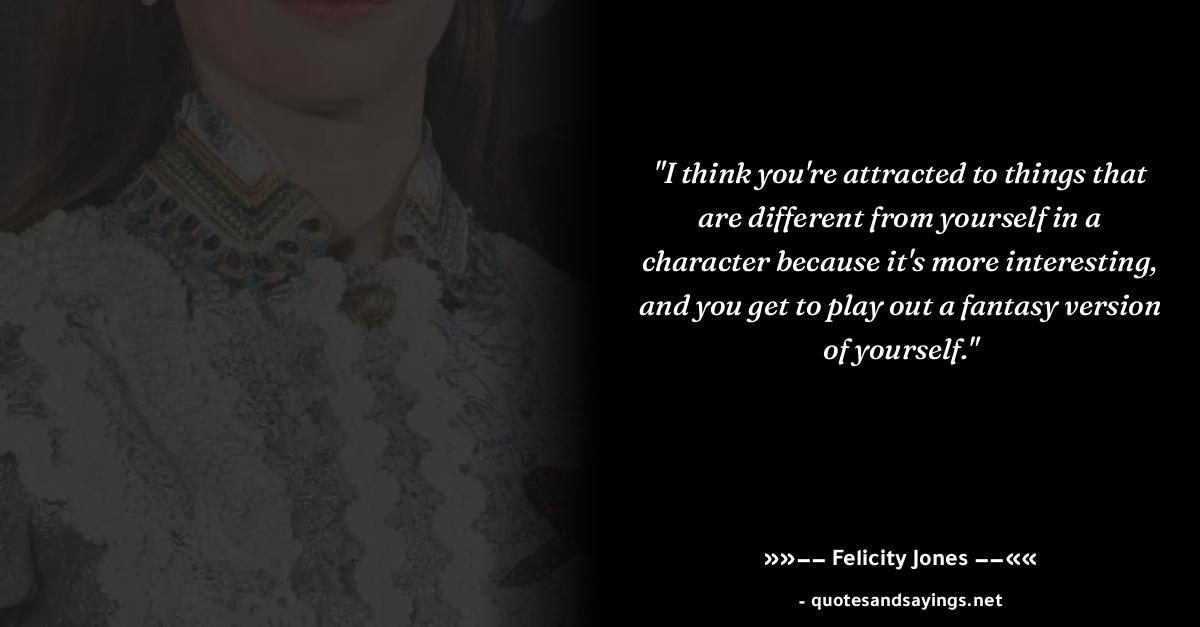 "I think you're attracted to things that
are different from yourself in a
character because it's more interesting,
and you get to play out a fantasy version
of yourself."
»»—— Felicity Jones ——««
- quotesandsayings.net